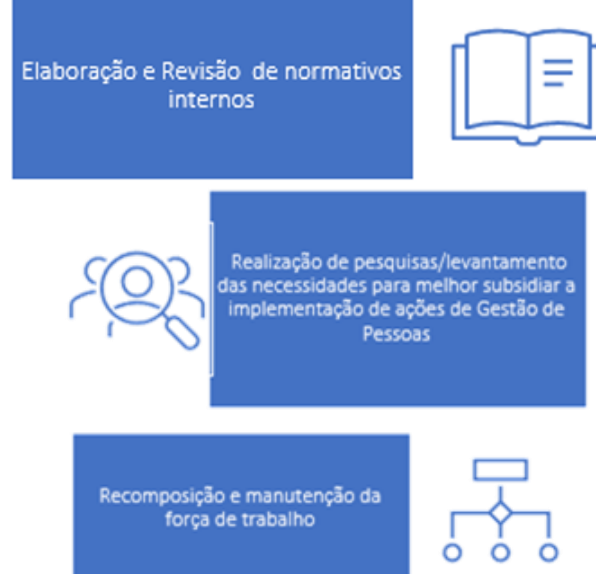 Elaboração e Revisão de normativos
internos
Realização de pesquisas/levantamento
das necessidades para melhor subsidiar a
implementação de ações de Gestão de
Pessoas
Recomposição e manutenção da
força de trabalho